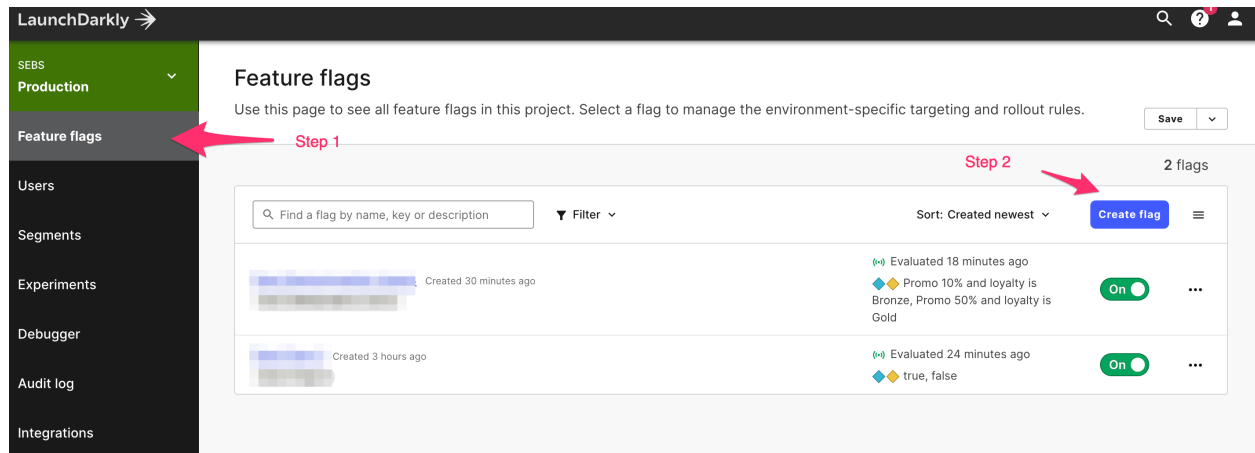 LaunchDarkly
1
SEBS
Production
Feature flags
Users
Segments
Experiments
Debugger
Audit log
Integrations
Feature flags
Use this page to see all feature flags in this project. Select a flag to manage the environment-specific targeting and rollout rules.
Save
Step 1
Step 2
2 flags
Find a flag by name, key or description
Filter
Sort: Created newest
Create flag
Created 30 minutes ago
Evaluated 18 minutes ago
Promo 10% and loyalty is
Bronze, Promo 50% and loyalty is
Gold
On
Created 3 hours ago
Evaluated 24 minutes ago
true, false
On